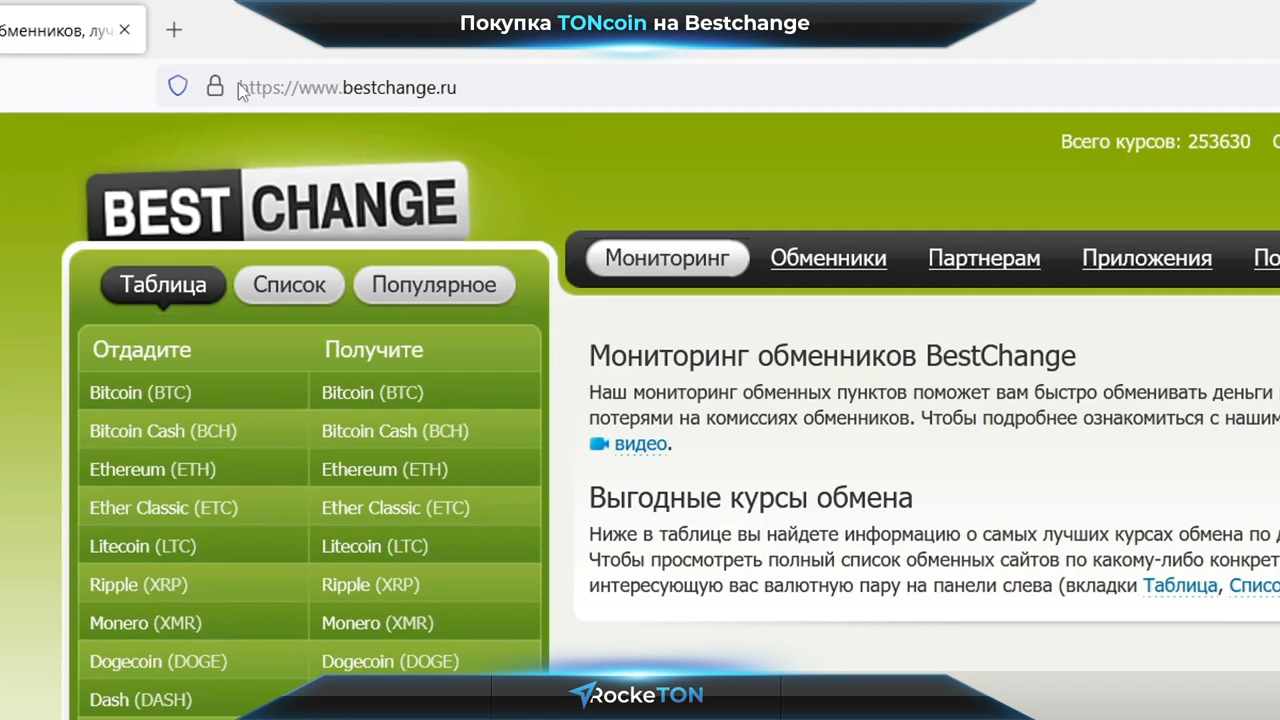 Покупка TONcoin на Bestchange
бменников, луч
https://www.bestchange.ru
Всего курсов: 253630
BEST CHANGE
Мониторинг Обменники Партнерам Приложения По
Таблица Список Популярное
Отдадите Получите
Bitcoin (BTC) Bitcoin (BTC)
Bitcoin Cash (BCH) Bitcoin Cash (BCH)
Ethereum (ETH) Ethereum (ETH)
Ether Classic (ETC) Ether Classic (ETC)
Litecoin (LTC) Litecoin (LTC)
Ripple (XRP) Ripple (XRP)
Monero (XMR) Monero (XMR)
Dogecoin (DOGE) Dogecoin (DOGE)
Dash (DASH)
Мониторинг обменников BestChange
Наш мониторинг обменных пунктов поможет вам быстро обменивать деньги
потерями на комиссиях обменников. Чтобы подробнее ознакомиться с нашим
видео.
Выгодные курсы обмена
Ниже в таблице вы найдете информацию о самых лучших курсах обмена по
Чтобы просмотреть полный список обменных сайтов по какому-либо конкрет
интересующую вас валютную пару на панели слева (вкладки Таблица, Списо
RockeTON